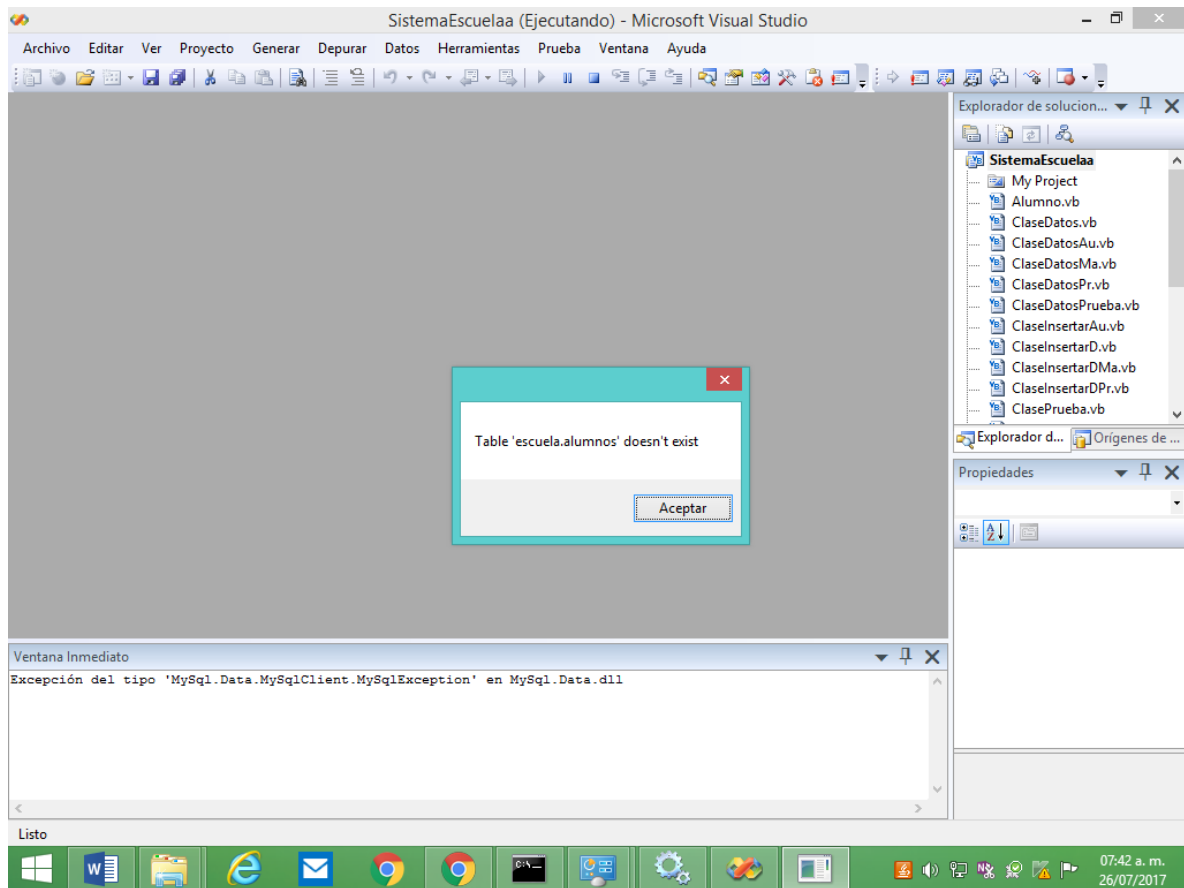 SistemaEscuelaa (Ejecutando) - Microsoft Visual Studio
Archivo Editar Ver Proyecto Generar Depurar Datos Herramientas Prueba Ventana Ayuda
Explorador de solucion...
SistemaEscuelaa
My Project
Alumno.vb
ClaseDatos.vb
ClaseDatosAu.vb
ClaseDatosMa.vb
ClaseDatosPr.vb
ClaseDatosPrueba.vb
ClaseInsertarAu.vb
ClaseInsertarD.vb
ClaseInsertarDMa.vb
ClaseInsertarDPr.vb
ClasePrueba.vb
Explorador d... Orígenes de ...
Propiedades
Table 'escuela.alumnos' doesn't exist
Aceptar
Ventana Inmediato
Excepción del tipo 'MySql.Data.MySqlClient.MySqlException' en MySql.Data.dll
Listo
07:42 a. m.
26/07/2017